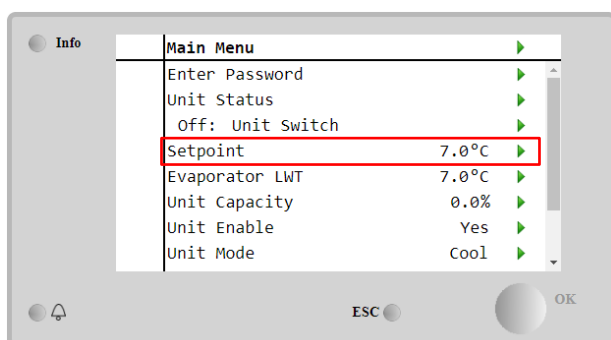 Info
Main Menu
Enter Password
Unit Status
Off: Unit Switch
Setpoint 7.0°C
Evaporator LWT 7.0°C
Unit Capacity 0.0%
Unit Enable Yes
Unit Mode Cool
ESC
OK